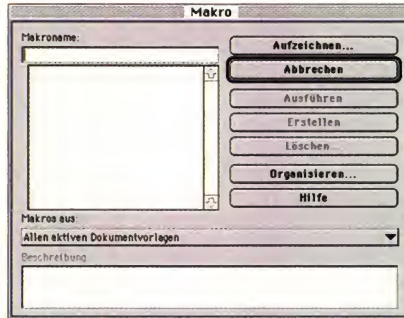 Makro
Makroname:
Aufzeichnen...
Abbrechen
Ausführen
Erstellen
Löschen...
Organisieren...
Hilfe
Makros aus:
Allen aktiven Dokumentvorlagen
Beschreibung